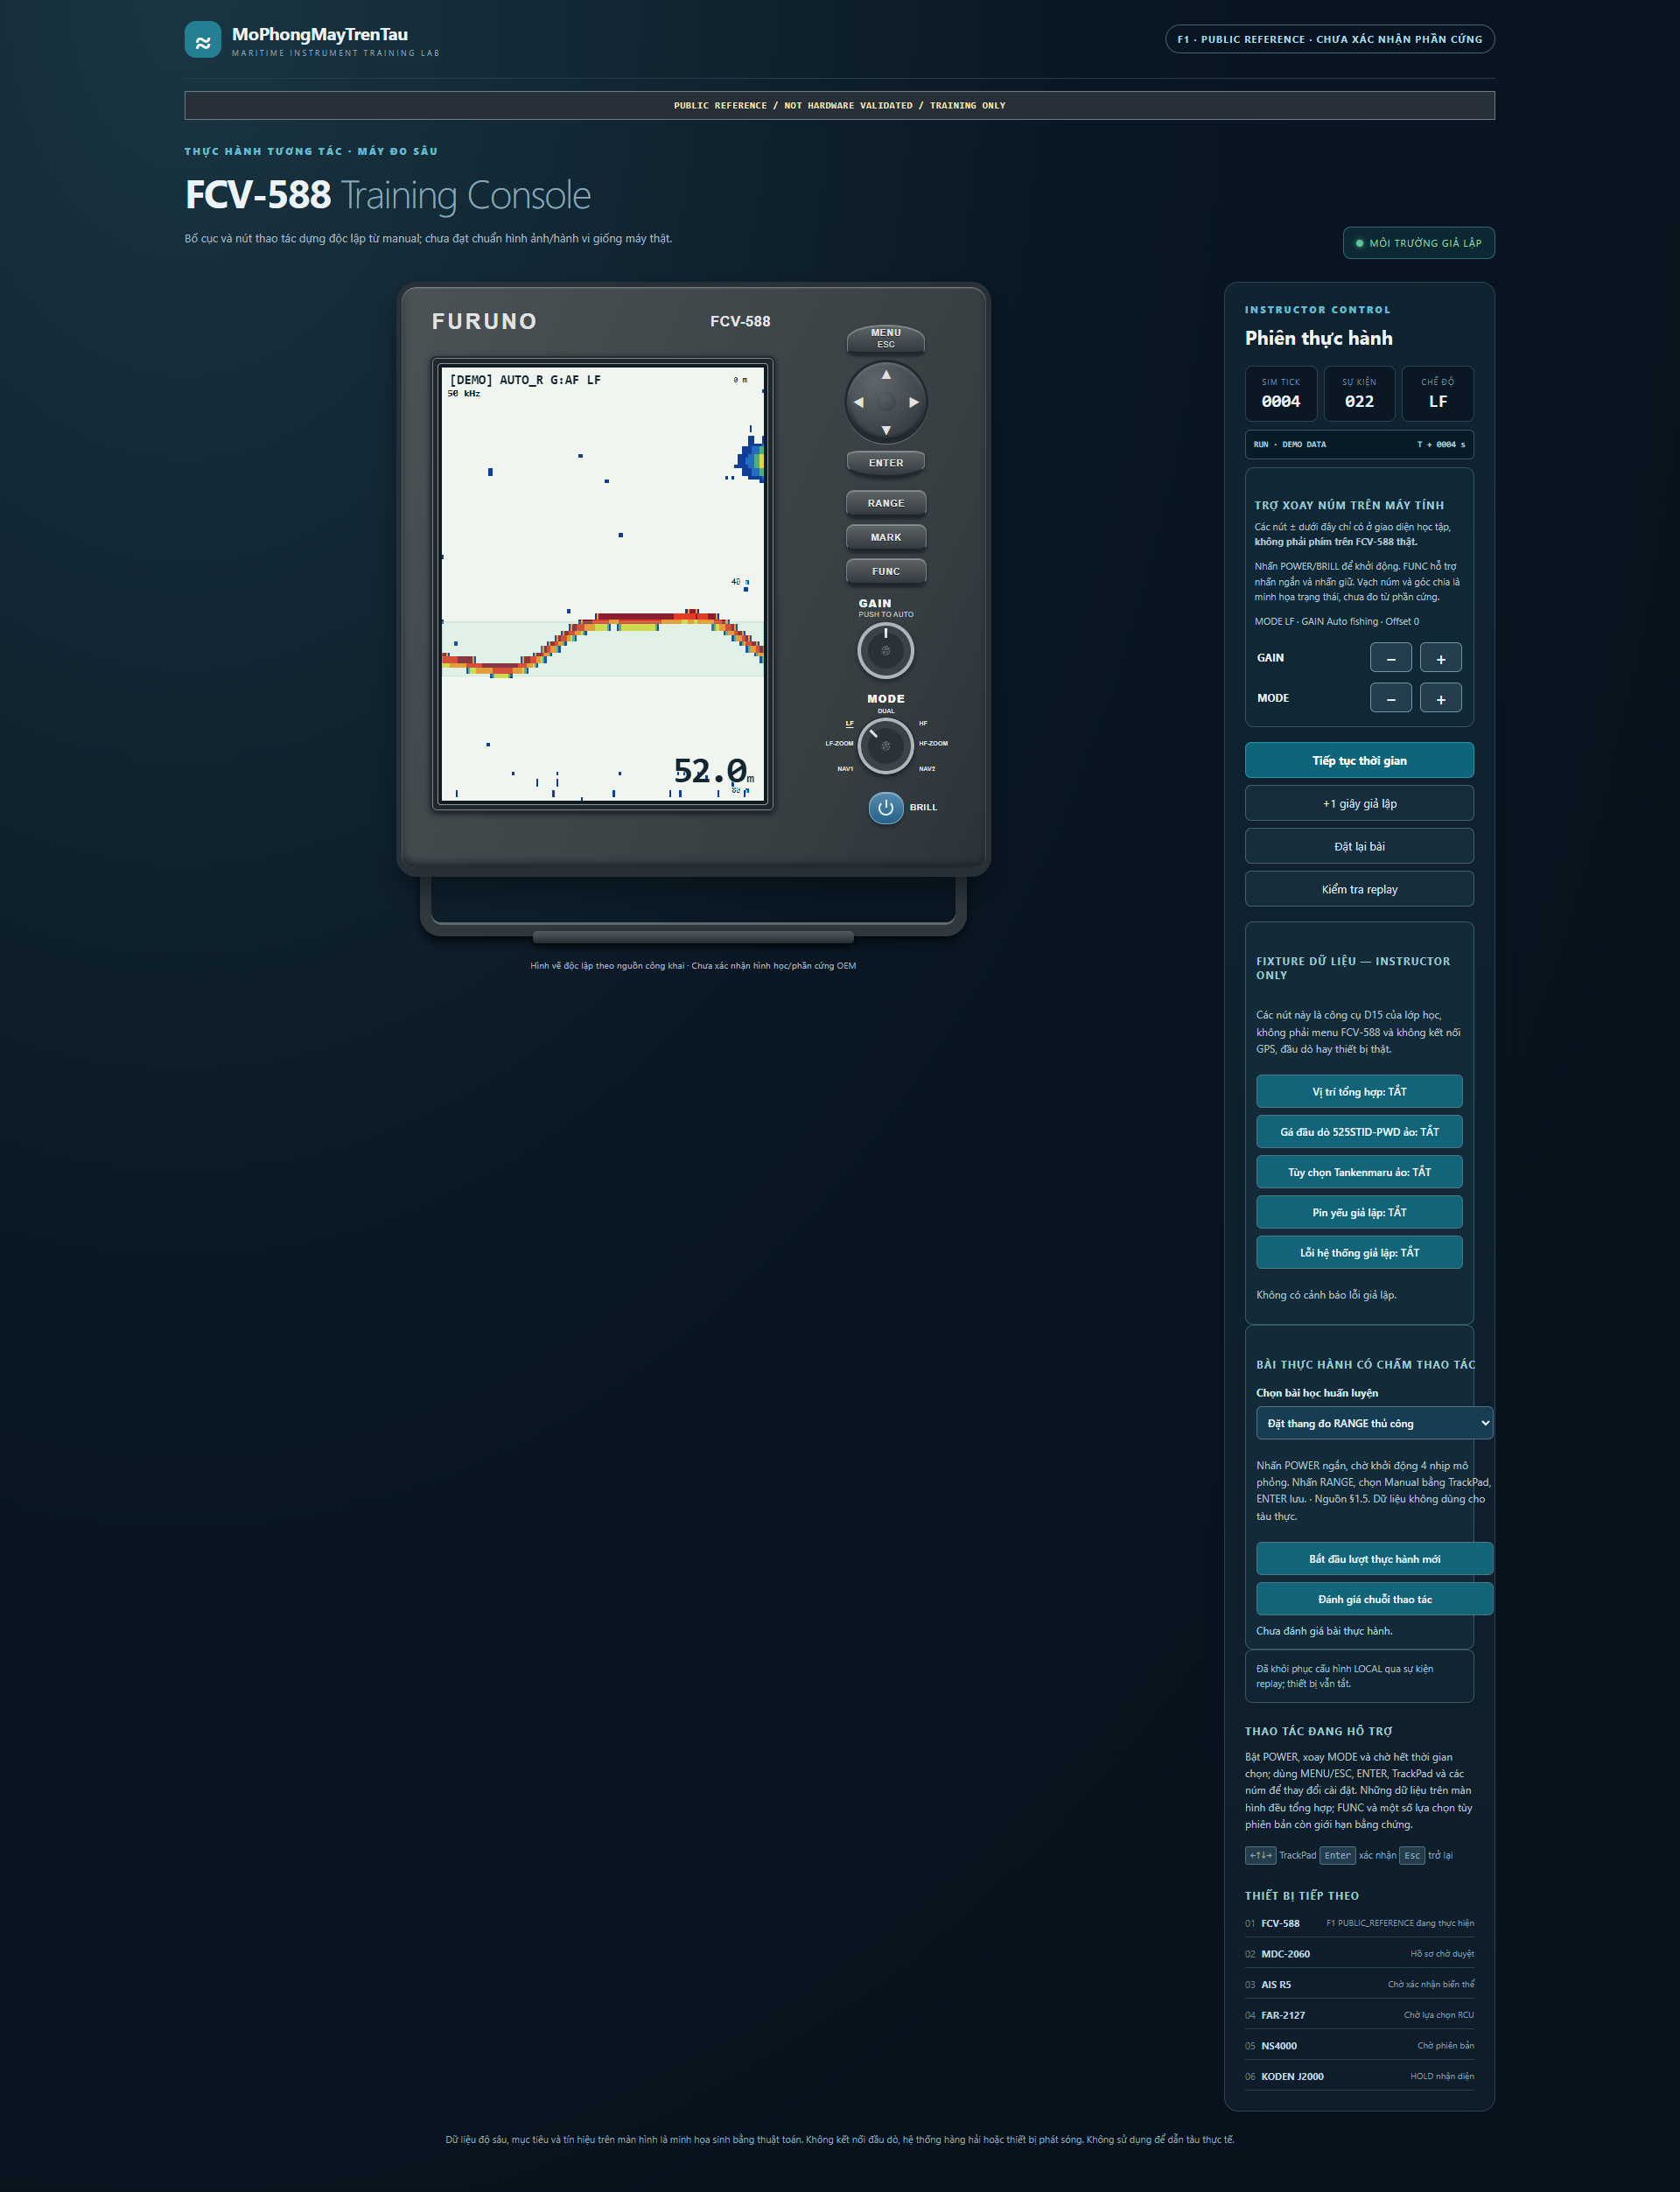 MoPhongMayTrenTau
MARITIME INSTRUMENT TRAINING LAB
F1 · PUBLIC REFERENCE · CHƯA XÁC NHẬN PHẦN CỨNG
PUBLIC REFERENCE / NOT HARDWARE VALIDATED / TRAINING ONLY
THỰC HÀNH TƯƠNG TÁC · MÁY ĐO SÂU
FCV-588 Training Console
Bố cục và nút thao tác dựng độc lập từ manual; chưa đạt chuẩn hình ảnh/hành vi giống máy thật.
MÔI TRƯỜNG GIẢ LẬP
FURUNO
FCV-588
[DEMO] AUTO_R G:AF LF
0 m
50 kHz
40 m
52.0m
80 m
MENU
ESC
ENTER
RANGE
MARK
FUNC
GAIN
PUSH TO AUTO
MODE
DUAL
LF
HF
LF-ZOOM
HF-ZOOM
NAV1
NAV2
BRILL
Hình vẽ độc lập theo nguồn công khai · Chưa xác nhận hình học/phần cứng OEM
INSTRUCTOR CONTROL
Phiên thực hành
SIM TICK
0004
SỰ KIỆN
022
CHẾ ĐỘ
LF
RUN · DEMO DATA
T + 0004 s
TRỢ XOAY NÚM TRÊN MÁY TÍNH
Các nút ± dưới đây chỉ có ở giao diện học tập,
không phải phím trên FCV-588 thật.
Nhấn POWER/BRILL để khởi động. FUNC hỗ trợ
nhấn ngắn và nhấn giữ. Vạch núm và góc chia là
minh họa trạng thái, chưa đo từ phần cứng.
MODE LF · GAIN Auto fishing · Offset 0
GAIN − +
MODE − +
Tiếp tục thời gian
+1 giây giả lập
Đặt lại bài
Kiểm tra replay
FIXTURE DỮ LIỆU — INSTRUCTOR
ONLY
Các nút này là công cụ D15 của lớp học,
không phải menu FCV-588 và không kết nối
GPS, đầu dò hay thiết bị thật.
Vị trí tổng hợp: TẮT
Gá đầu dò 525STID-PWD ảo: TẮT
Tùy chọn Tankenmaru ảo: TẮT
Pin yếu giả lập: TẮT
Lỗi hệ thống giả lập: TẮT
Không có cảnh báo lỗi giả lập.
BÀI THỰC HÀNH CÓ CHẤM THAO TÁC
Chọn bài học huấn luyện
Đặt thang đo RANGE thủ công
Nhấn POWER ngắn, chờ khởi động 4 nhịp mô
phỏng. Nhấn RANGE, chọn Manual bằng TrackPad,
ENTER lưu. · Nguồn §1.5. Dữ liệu không dùng cho
tàu thực.
Bắt đầu lượt thực hành mới
Đánh giá chuỗi thao tác
Chưa đánh giá bài thực hành.
Đã khôi phục cấu hình LOCAL qua sự kiện
replay; thiết bị vẫn tắt.
THAO TÁC ĐANG HỖ TRỢ
Bật POWER, xoay MODE và chờ hết thời gian
chọn; dùng MENU/ESC, ENTER, TrackPad và các
núm để thay đổi cài đặt. Những dữ liệu trên màn
hình đều tổng hợp; FUNC và một số lựa chọn tùy
phiên bản còn giới hạn bằng chứng.
←↑↓→ TrackPad Enter xác nhận Esc trở lại
THIẾT BỊ TIẾP THEO
01 FCV-588 F1 PUBLIC_REFERENCE đang thực hiện
02 MDC-2060 Hồ sơ chờ duyệt
03 AIS R5 Chờ xác nhận biến thể
04 FAR-2127 Chờ lựa chọn RCU
05 NS4000 Chờ phiên bản
06 KODEN J2000 HOLD nhận diện
Dữ liệu độ sâu, mục tiêu và tín hiệu trên màn hình là minh họa sinh bằng thuật toán. Không kết nối đầu dò, hệ thống hàng hải hoặc thiết bị phát sóng. Không sử dụng để dẫn tàu thực tế.